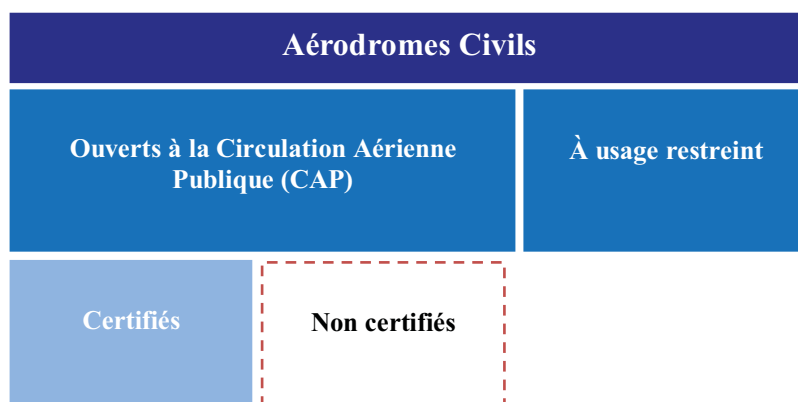 Aérodromes Civils
Ouverts à la Circulation Aérienne
Publique (CAP)
À usage restreint
Certifiés
Non certifiés